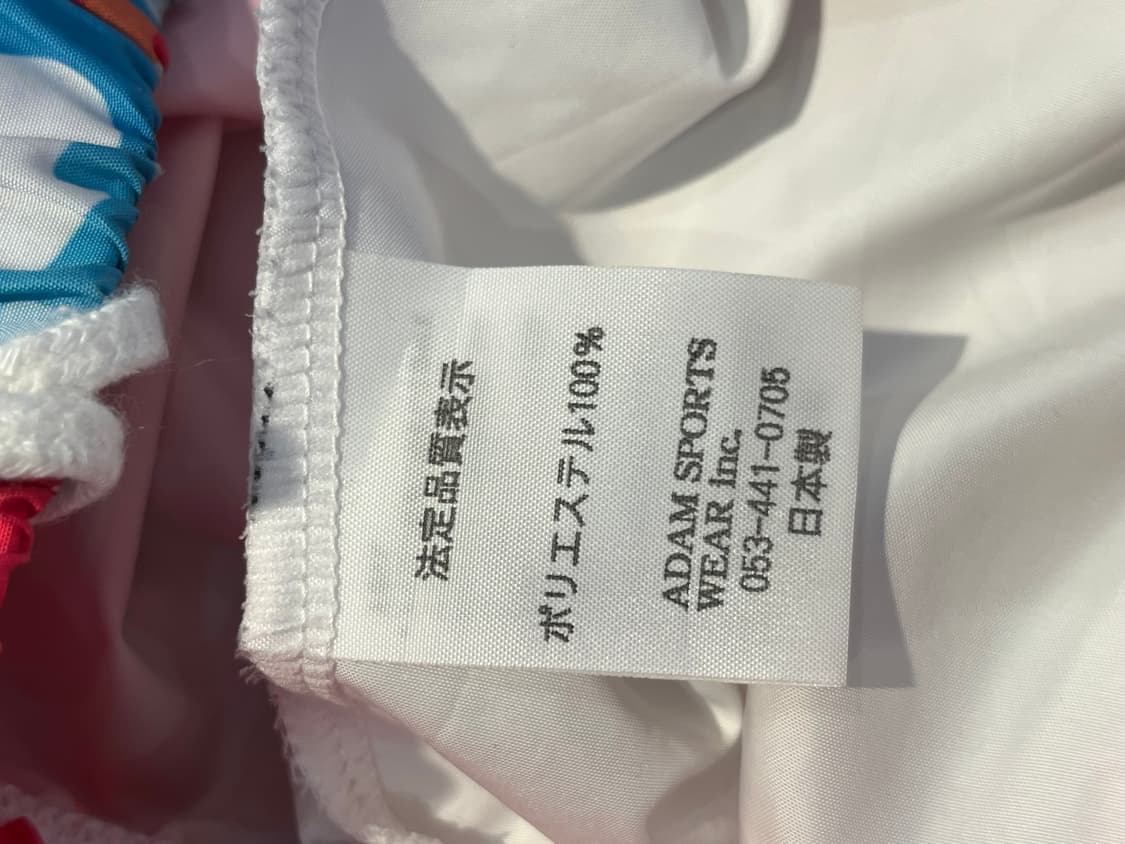 法定品質表示
ポリエステル100%
ADAM SPORTS
WEAR Inc.
053-441-0705
日本製